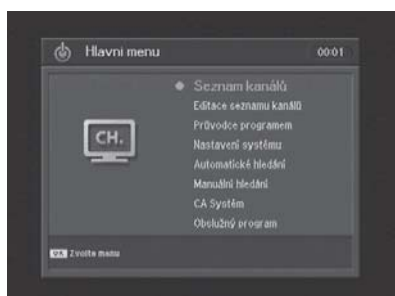 Hlavni menu 00:01
Seznam kanálů
Editace seznamu kanálů
Průvodce programem
Nastavení systému
Automatické hledání
CH.
Manuální hledání
CA Systém
Obslužný program
OK Zvolte menu